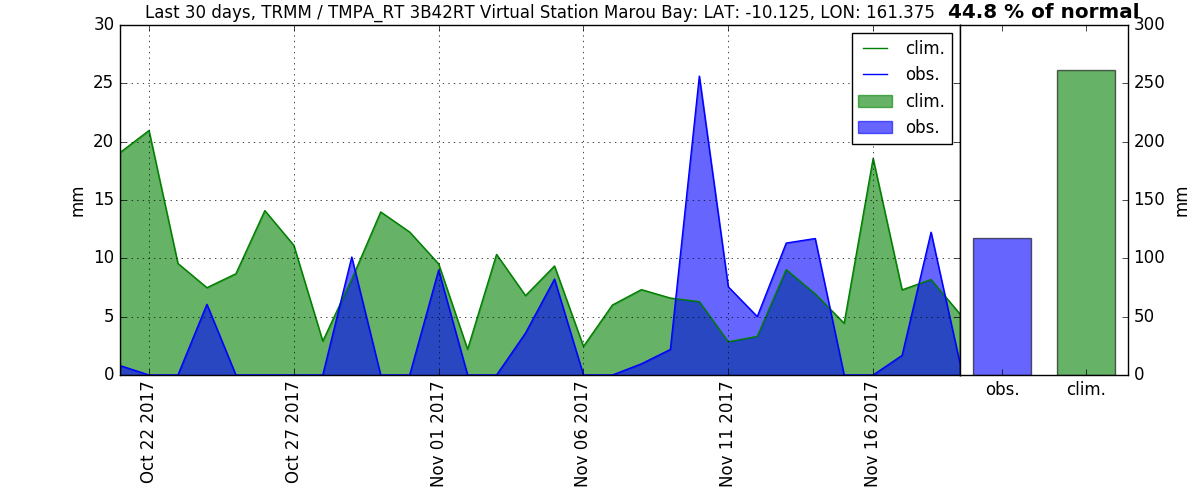 Last 30 days, TRMM / TMPA_RT 3B42RT Virtual Station Marou Bay: LAT: -10.125, LON: 161.375 44.8 % of normal
30
25
20
15
10
5
0
mm
clim.
obs.
clim.
obs.
Oct 22 2017
Oct 27 2017
Nov 01 2017
Nov 06 2017
Nov 11 2017
Nov 16 2017
300
250
200
150
100
50
0
mm
obs.
clim.